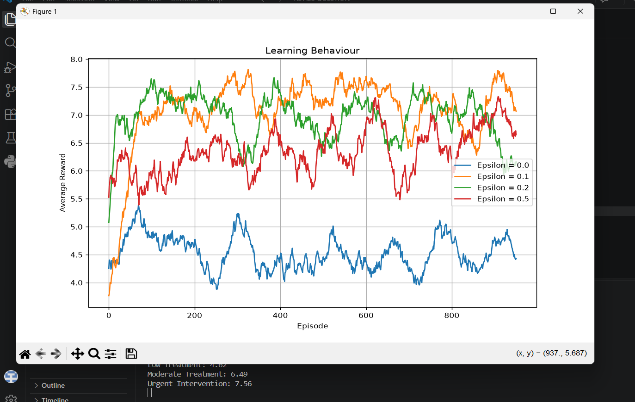 Figure 1
Learning Behaviour
8.0
7.5
7.0
6.5
6.0
5.5
5.0
4.5
4.0
Average Reward
Epsilon = 0.0
Epsilon = 0.1
Epsilon = 0.2
Epsilon = 0.5
0
200
400
600
800
Episode
(x, y) = (937., 5.687)
Moderate Treatment: 6.49
Urgent Intervention: 7.56
Outline
Timeline